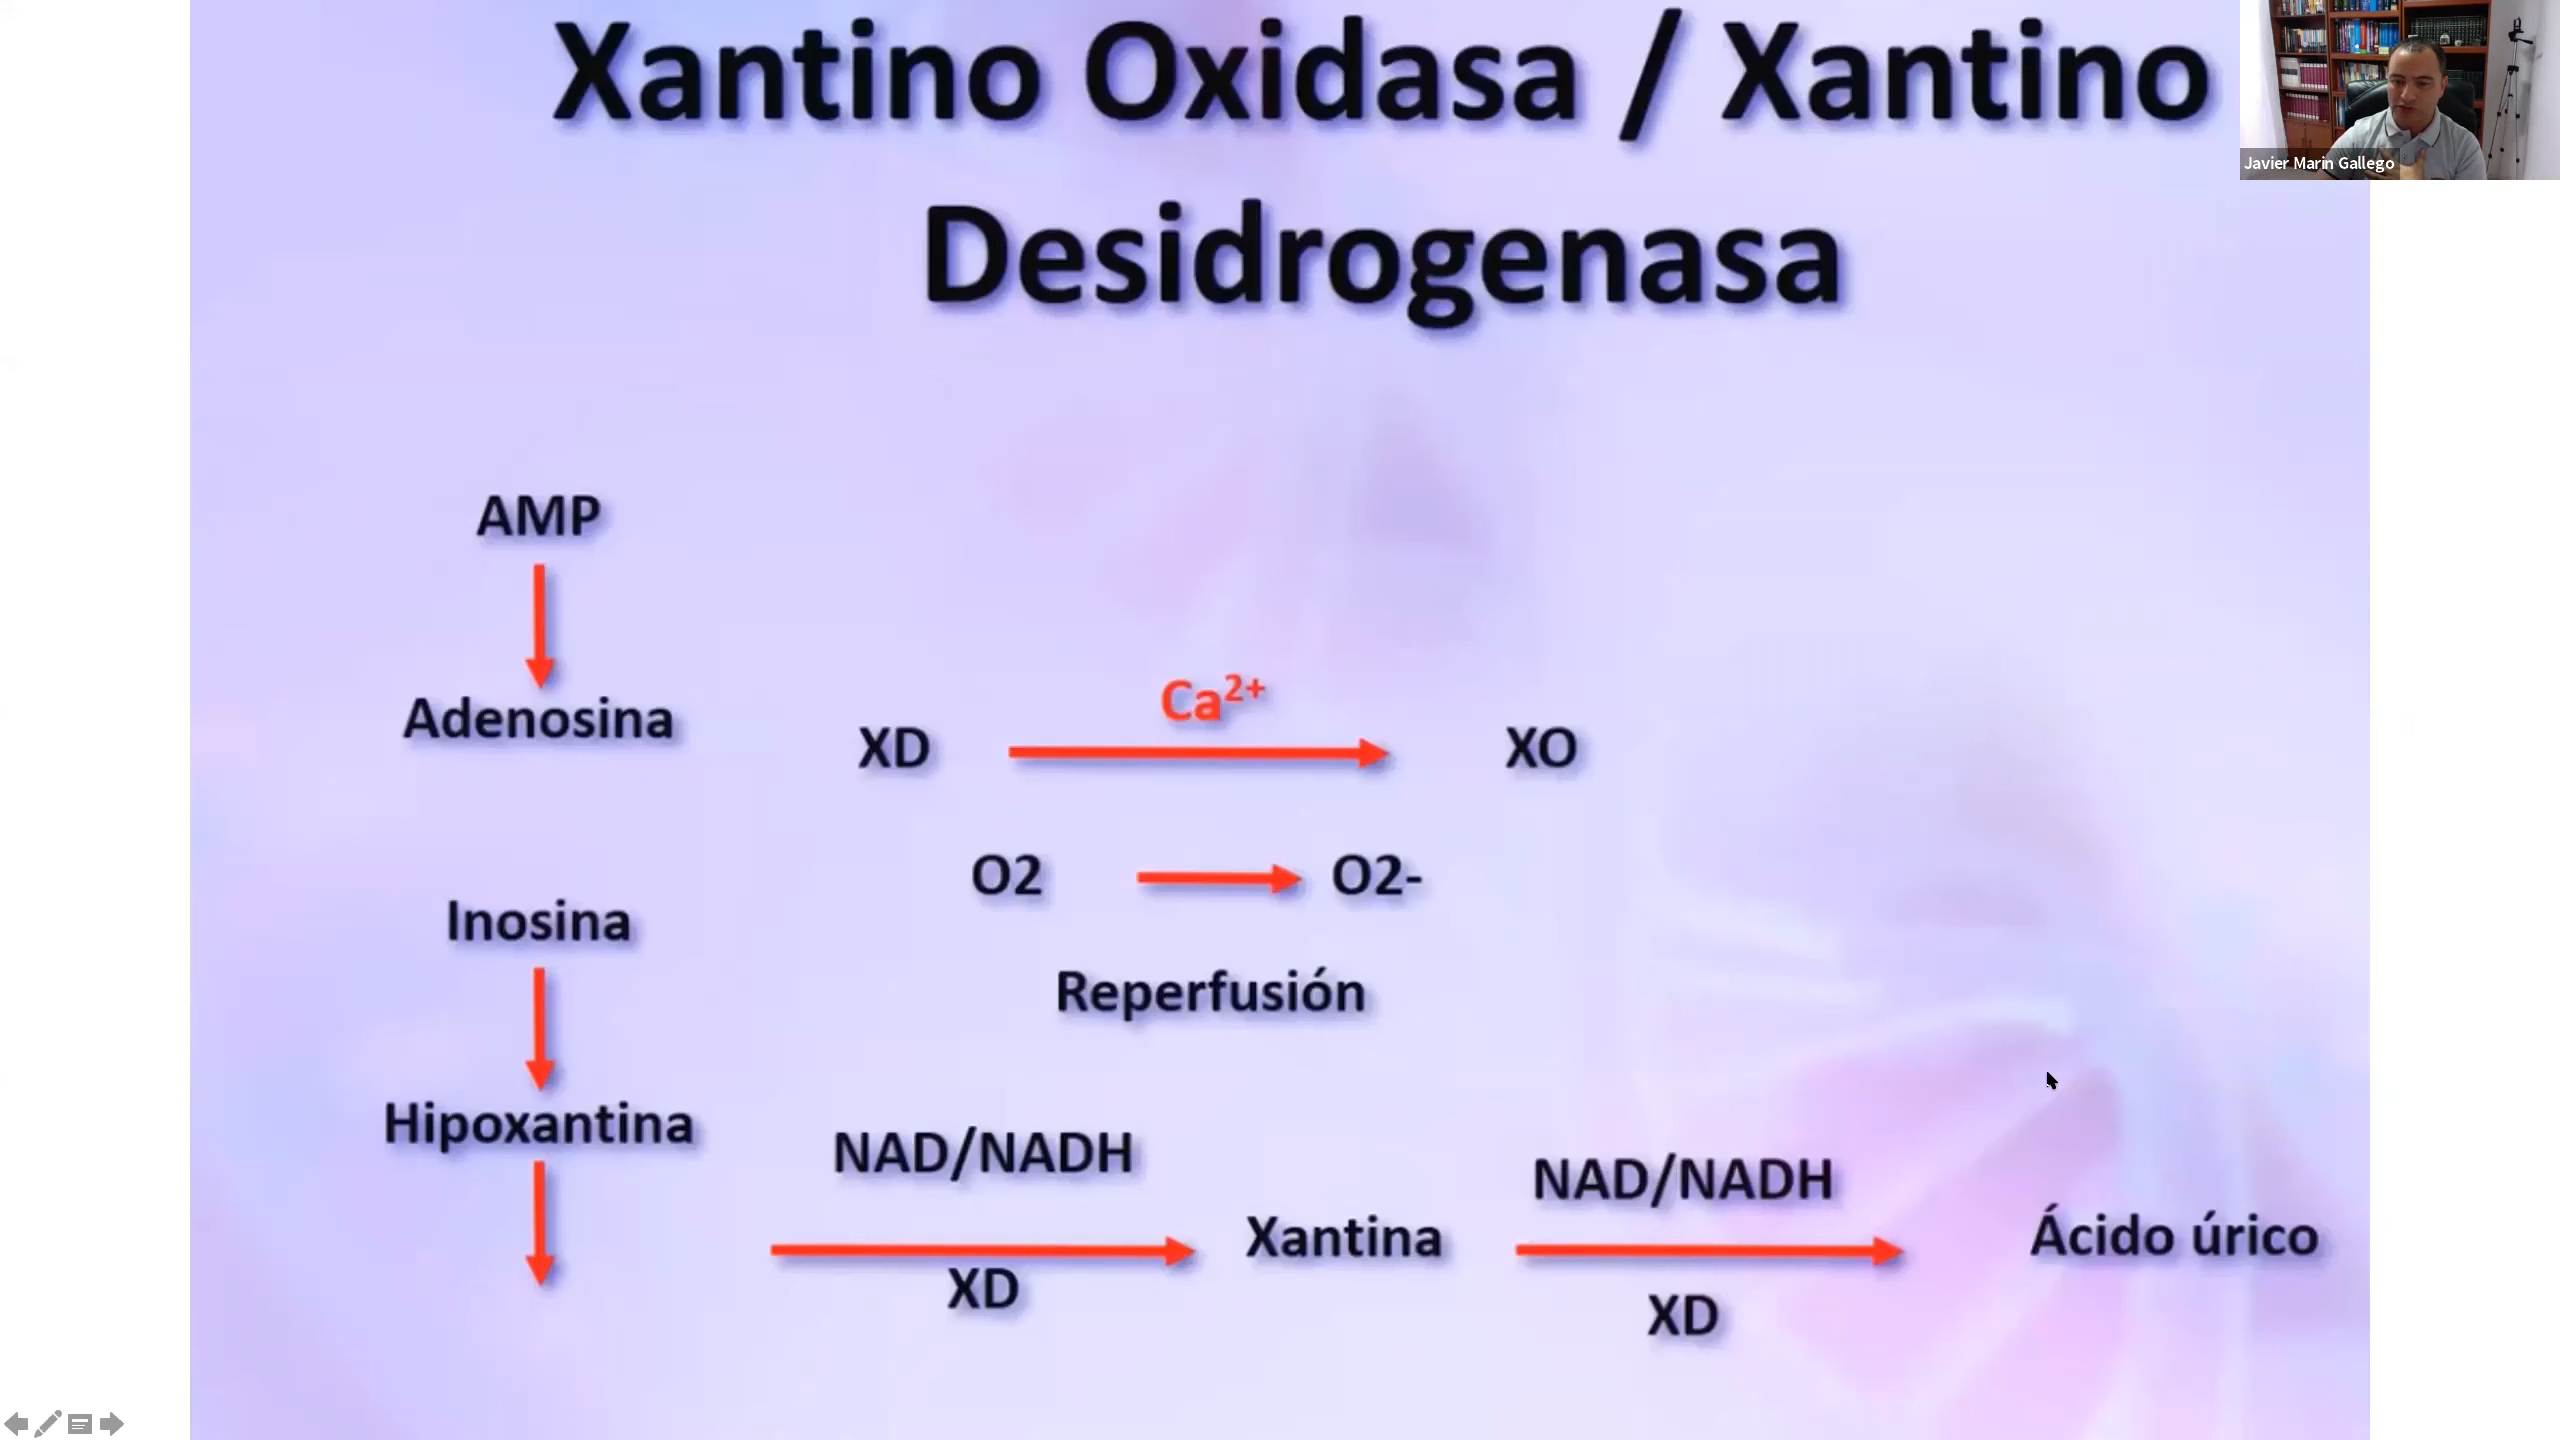 Xantino Oxidasa / Xantino
Desidrogenasa
Javier Marin Gallego
AMP
Adenosina
Ca²⁺
XD
XO
O2
O2-
Inosina
Reperfusión
Hipoxantina
NAD/NADH
XD
Xantina
NAD/NADH
XD
Ácido úrico